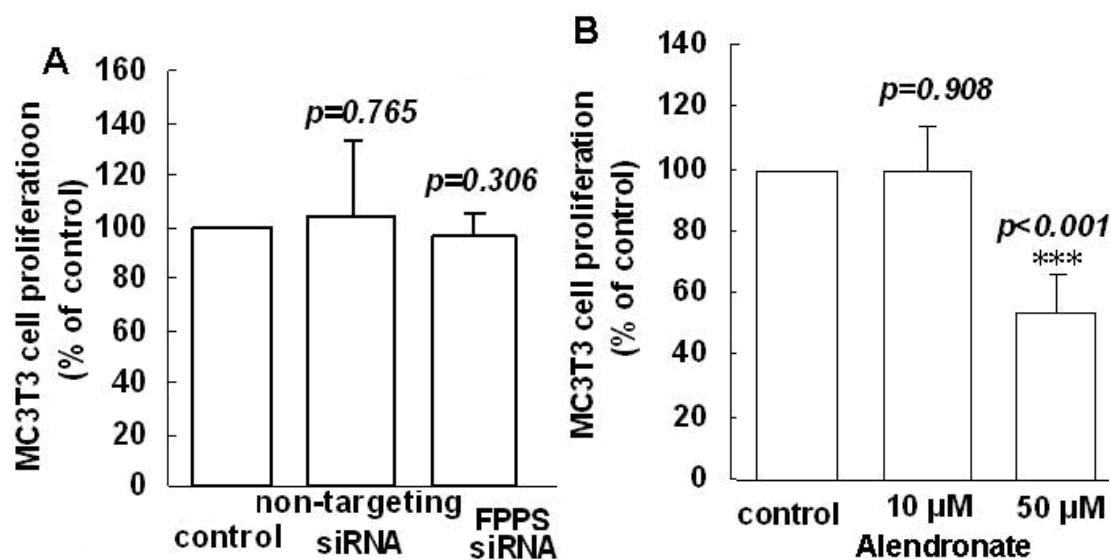 A
MC3T3 cell proliferatioon
(% of control)
160
140
120
100
80
60
40
20
0
p=0.765
p=0.306
control
non-targeting
siRNA
FPPS
siRNA
B
MC3T3 cell proliferation
(% of control)
140
120
100
80
60
40
20
0
p=0.908
p<0.001
***
control
10 µM
50 µM
Alendronate